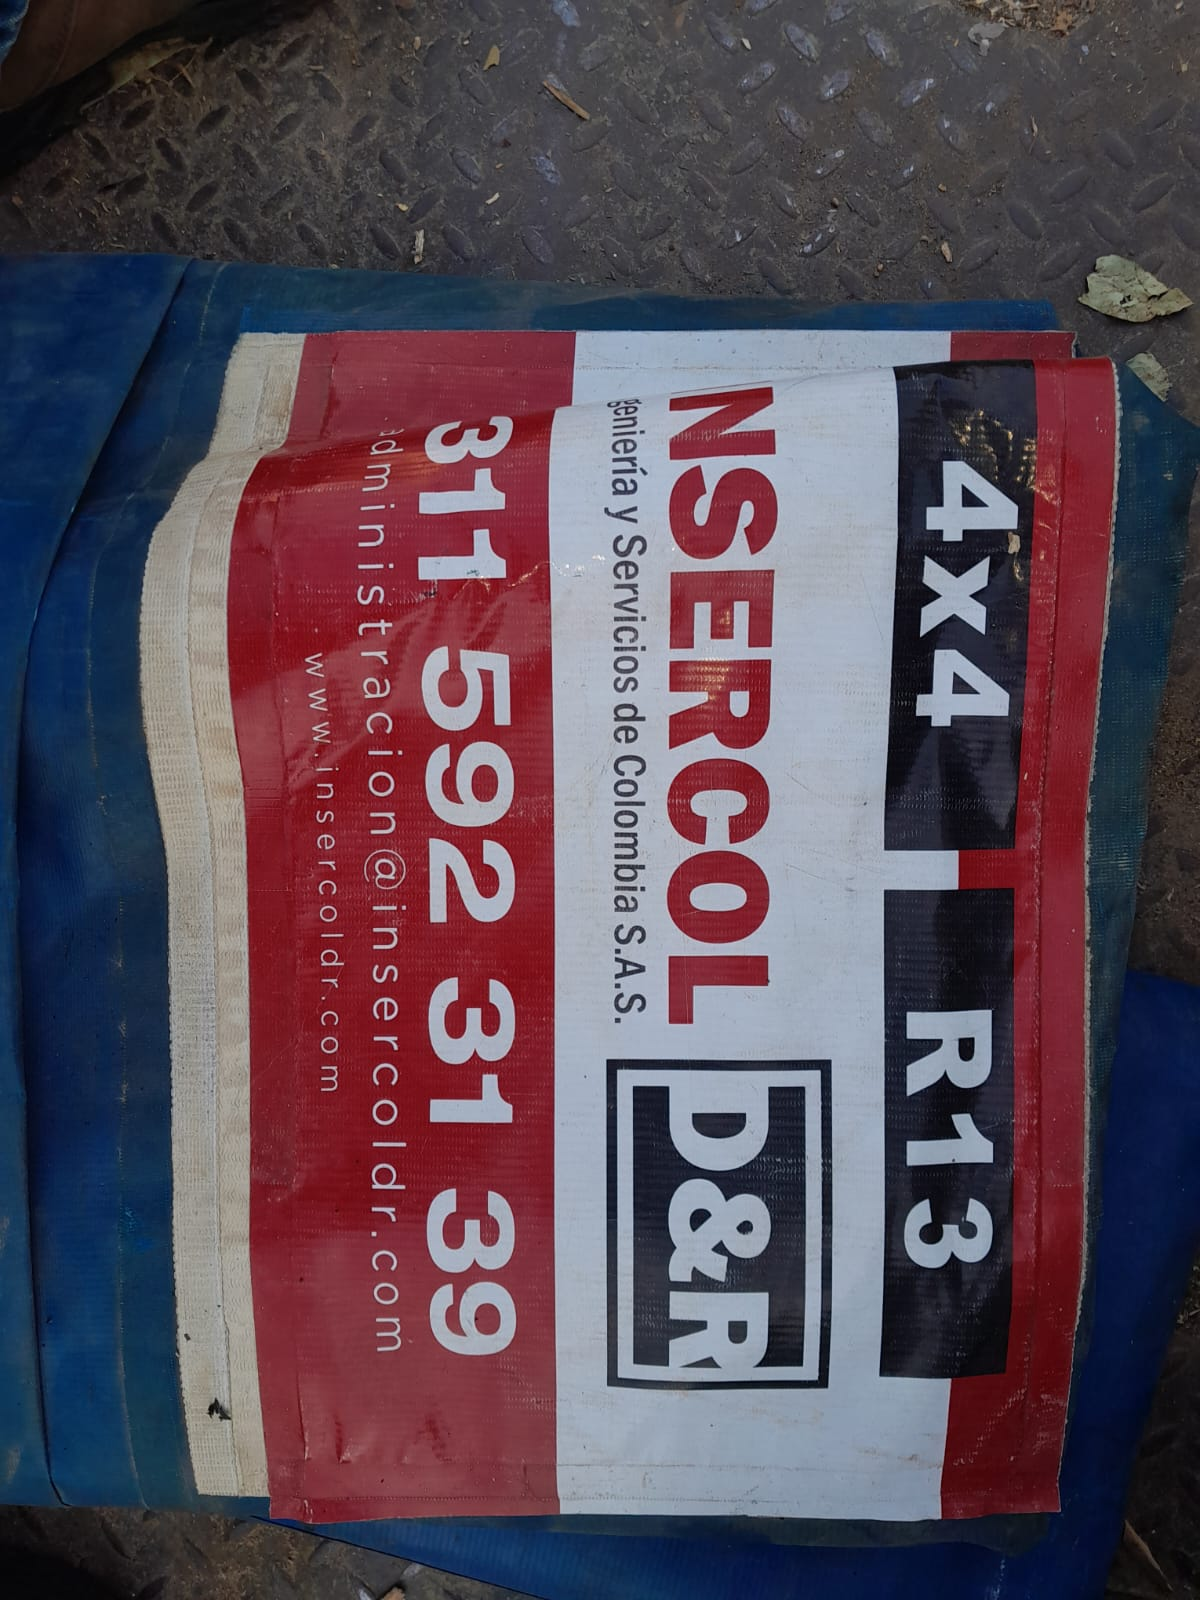 4x4 R13
NSERCOL
D&R
geniería y Servicios de Colombia S.A.S.
311 592 31 39
administracion@insercoldr.com
www.insercoldr.com